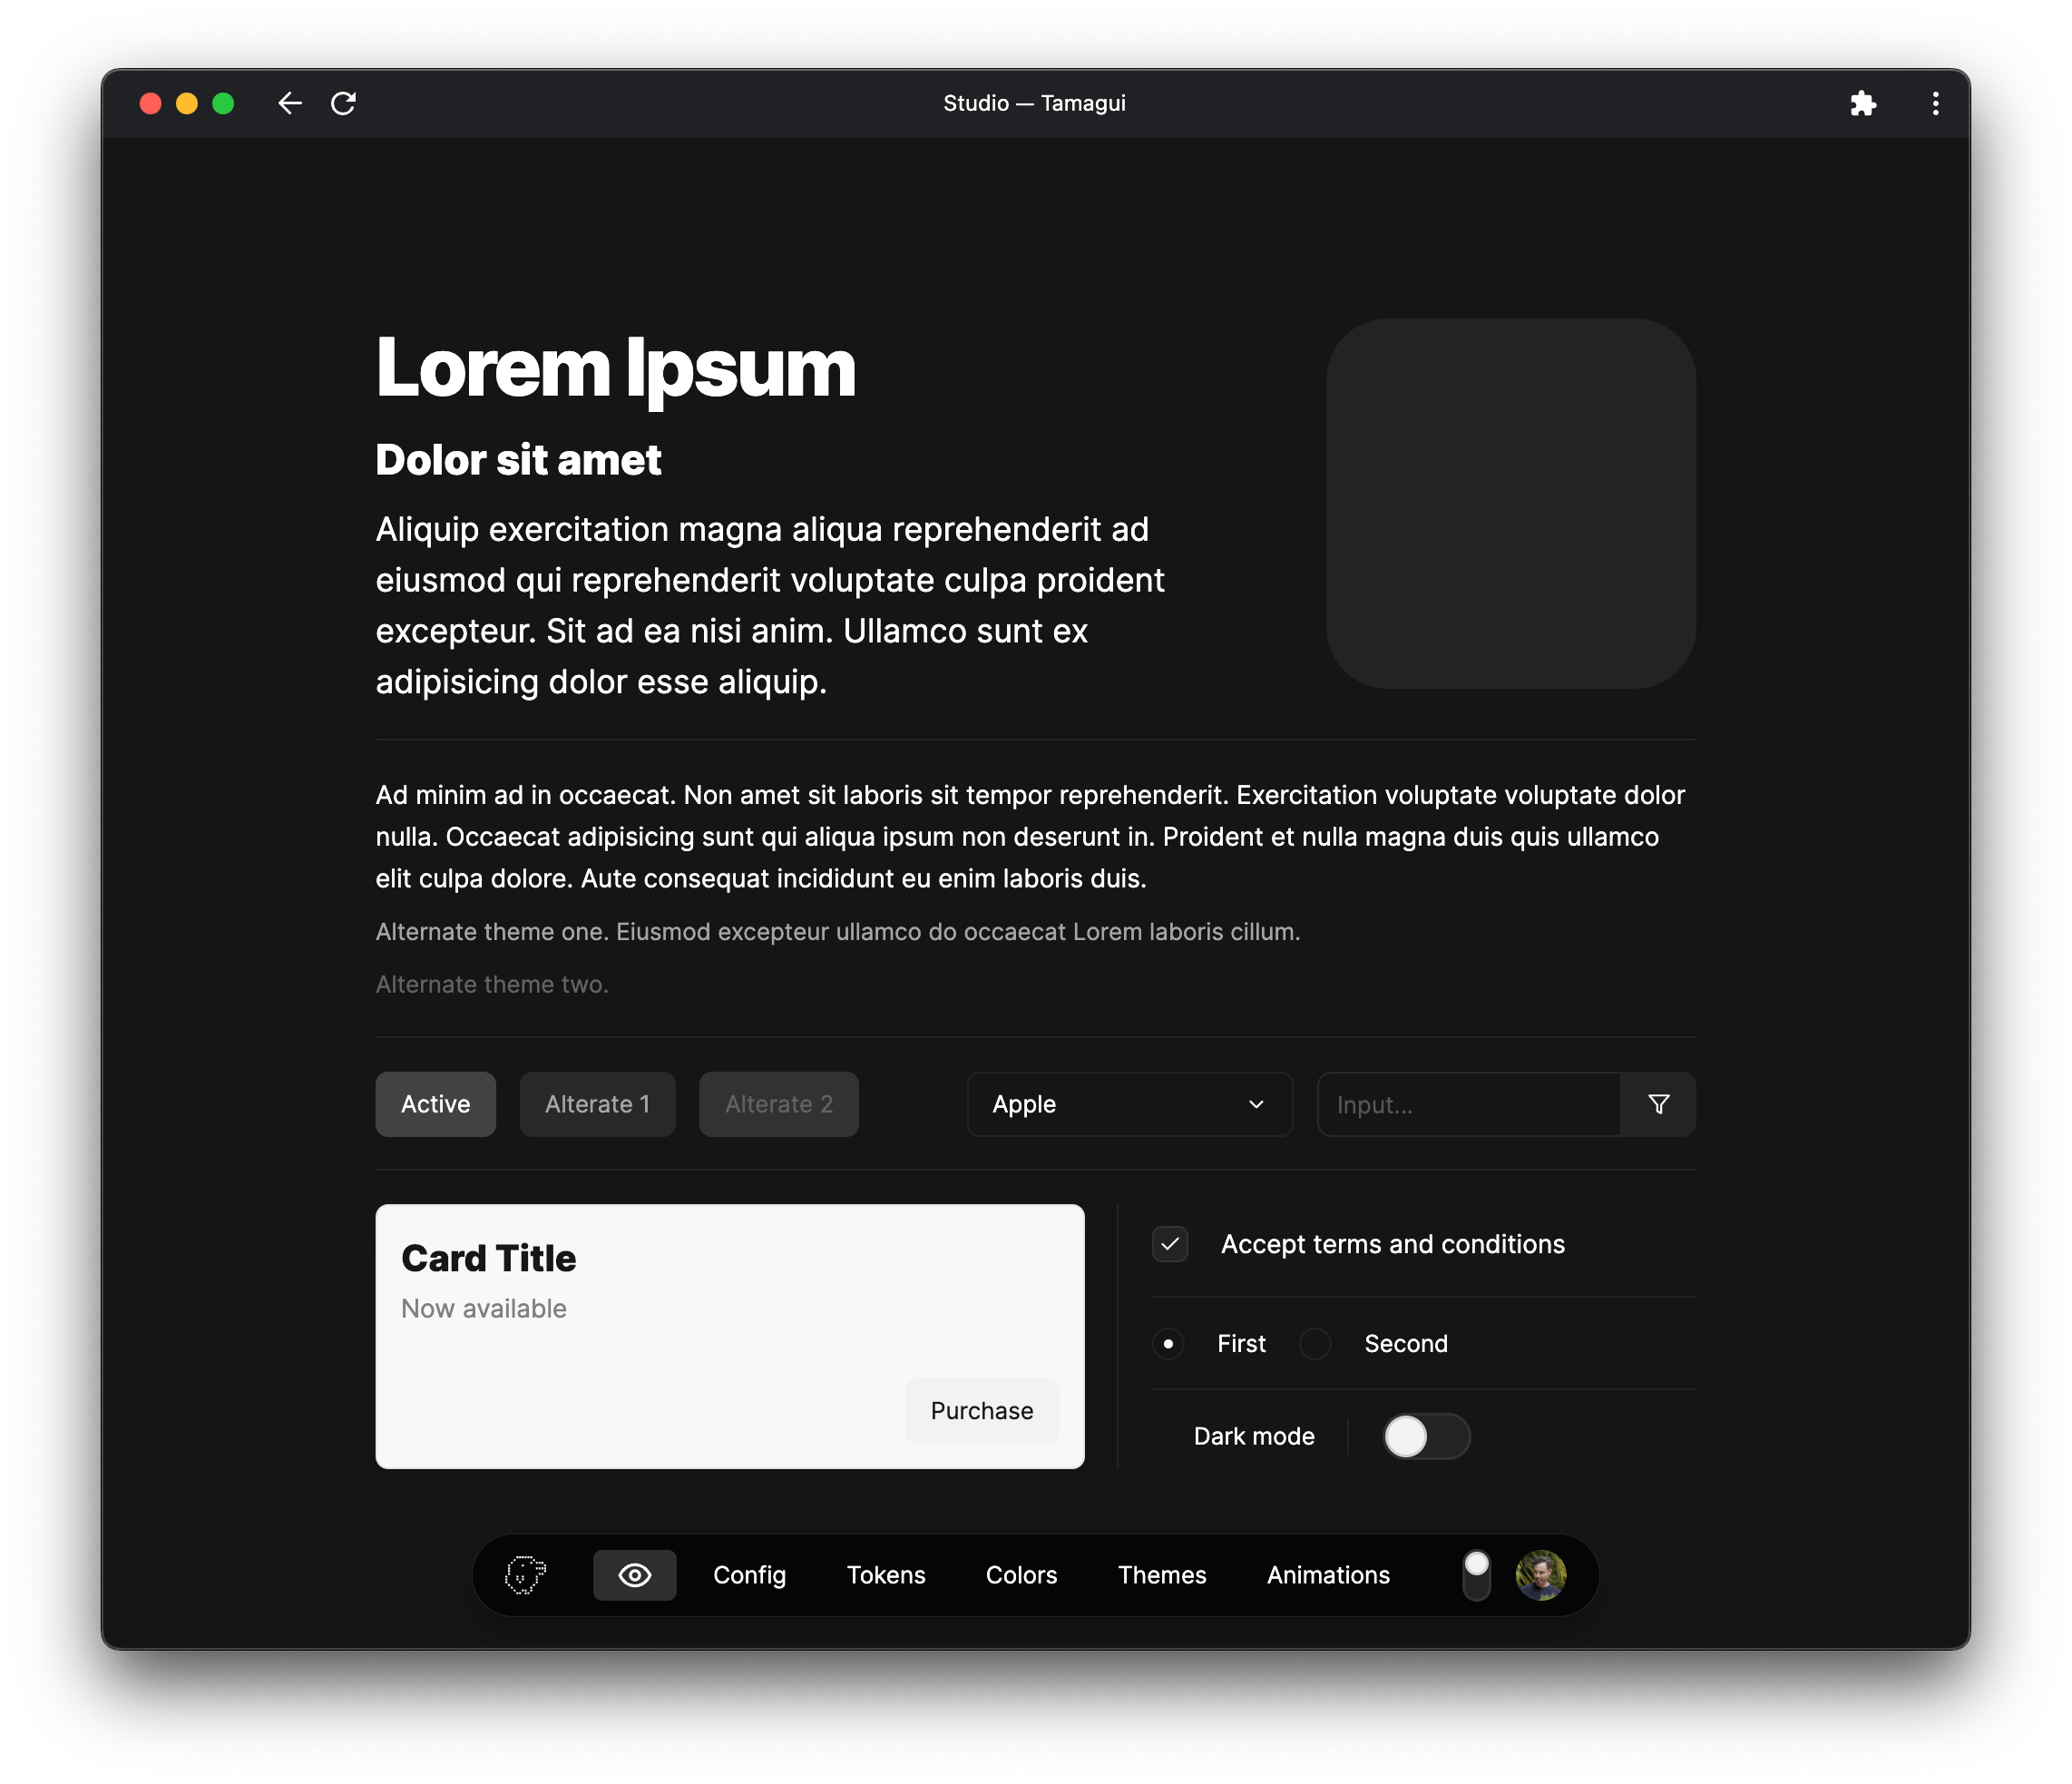 Studio — Tamagui
Lorem Ipsum
Dolor sit amet
Aliquip exercitation magna aliqua reprehenderit ad
eiusmod qui reprehenderit voluptate culpa proident
excepteur. Sit ad ea nisi anim. Ullamco sunt ex
adipisicing dolor esse aliquip.
Ad minim ad in occaecat. Non amet sit laboris sit tempor reprehenderit. Exercitation voluptate voluptate dolor
nulla. Occaecat adipisicing sunt qui aliqua ipsum non deserunt in. Proident et nulla magna duis quis ullamco
elit culpa dolore. Aute consequat incididunt eu enim laboris duis.
Alternate theme one. Eiusmod excepteur ullamco do occaecat Lorem laboris cillum.
Alternate theme two.
Active
Alterate 1
Alterate 2
Apple
Input...
Card Title
Now available
Purchase
Accept terms and conditions
First
Second
Dark mode
Config
Tokens
Colors
Themes
Animations